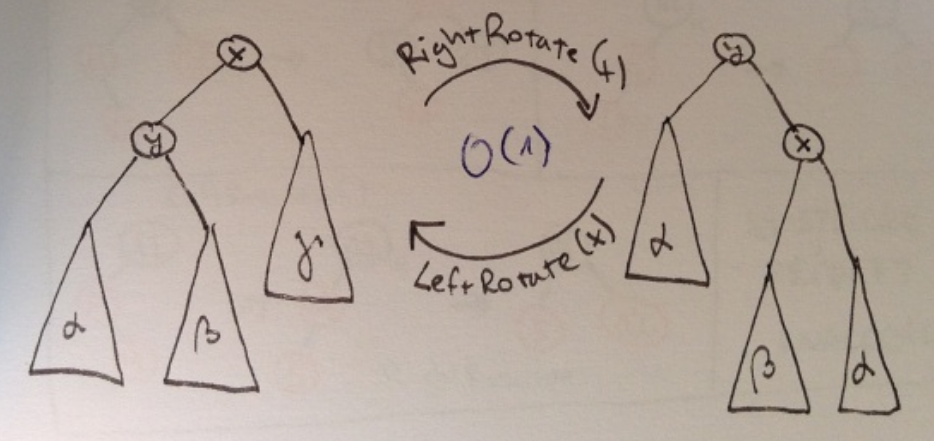 x
y
α
β
γ
RightRotate (t)
O(1)
LeftRotate (x)
y
x
α
β
α